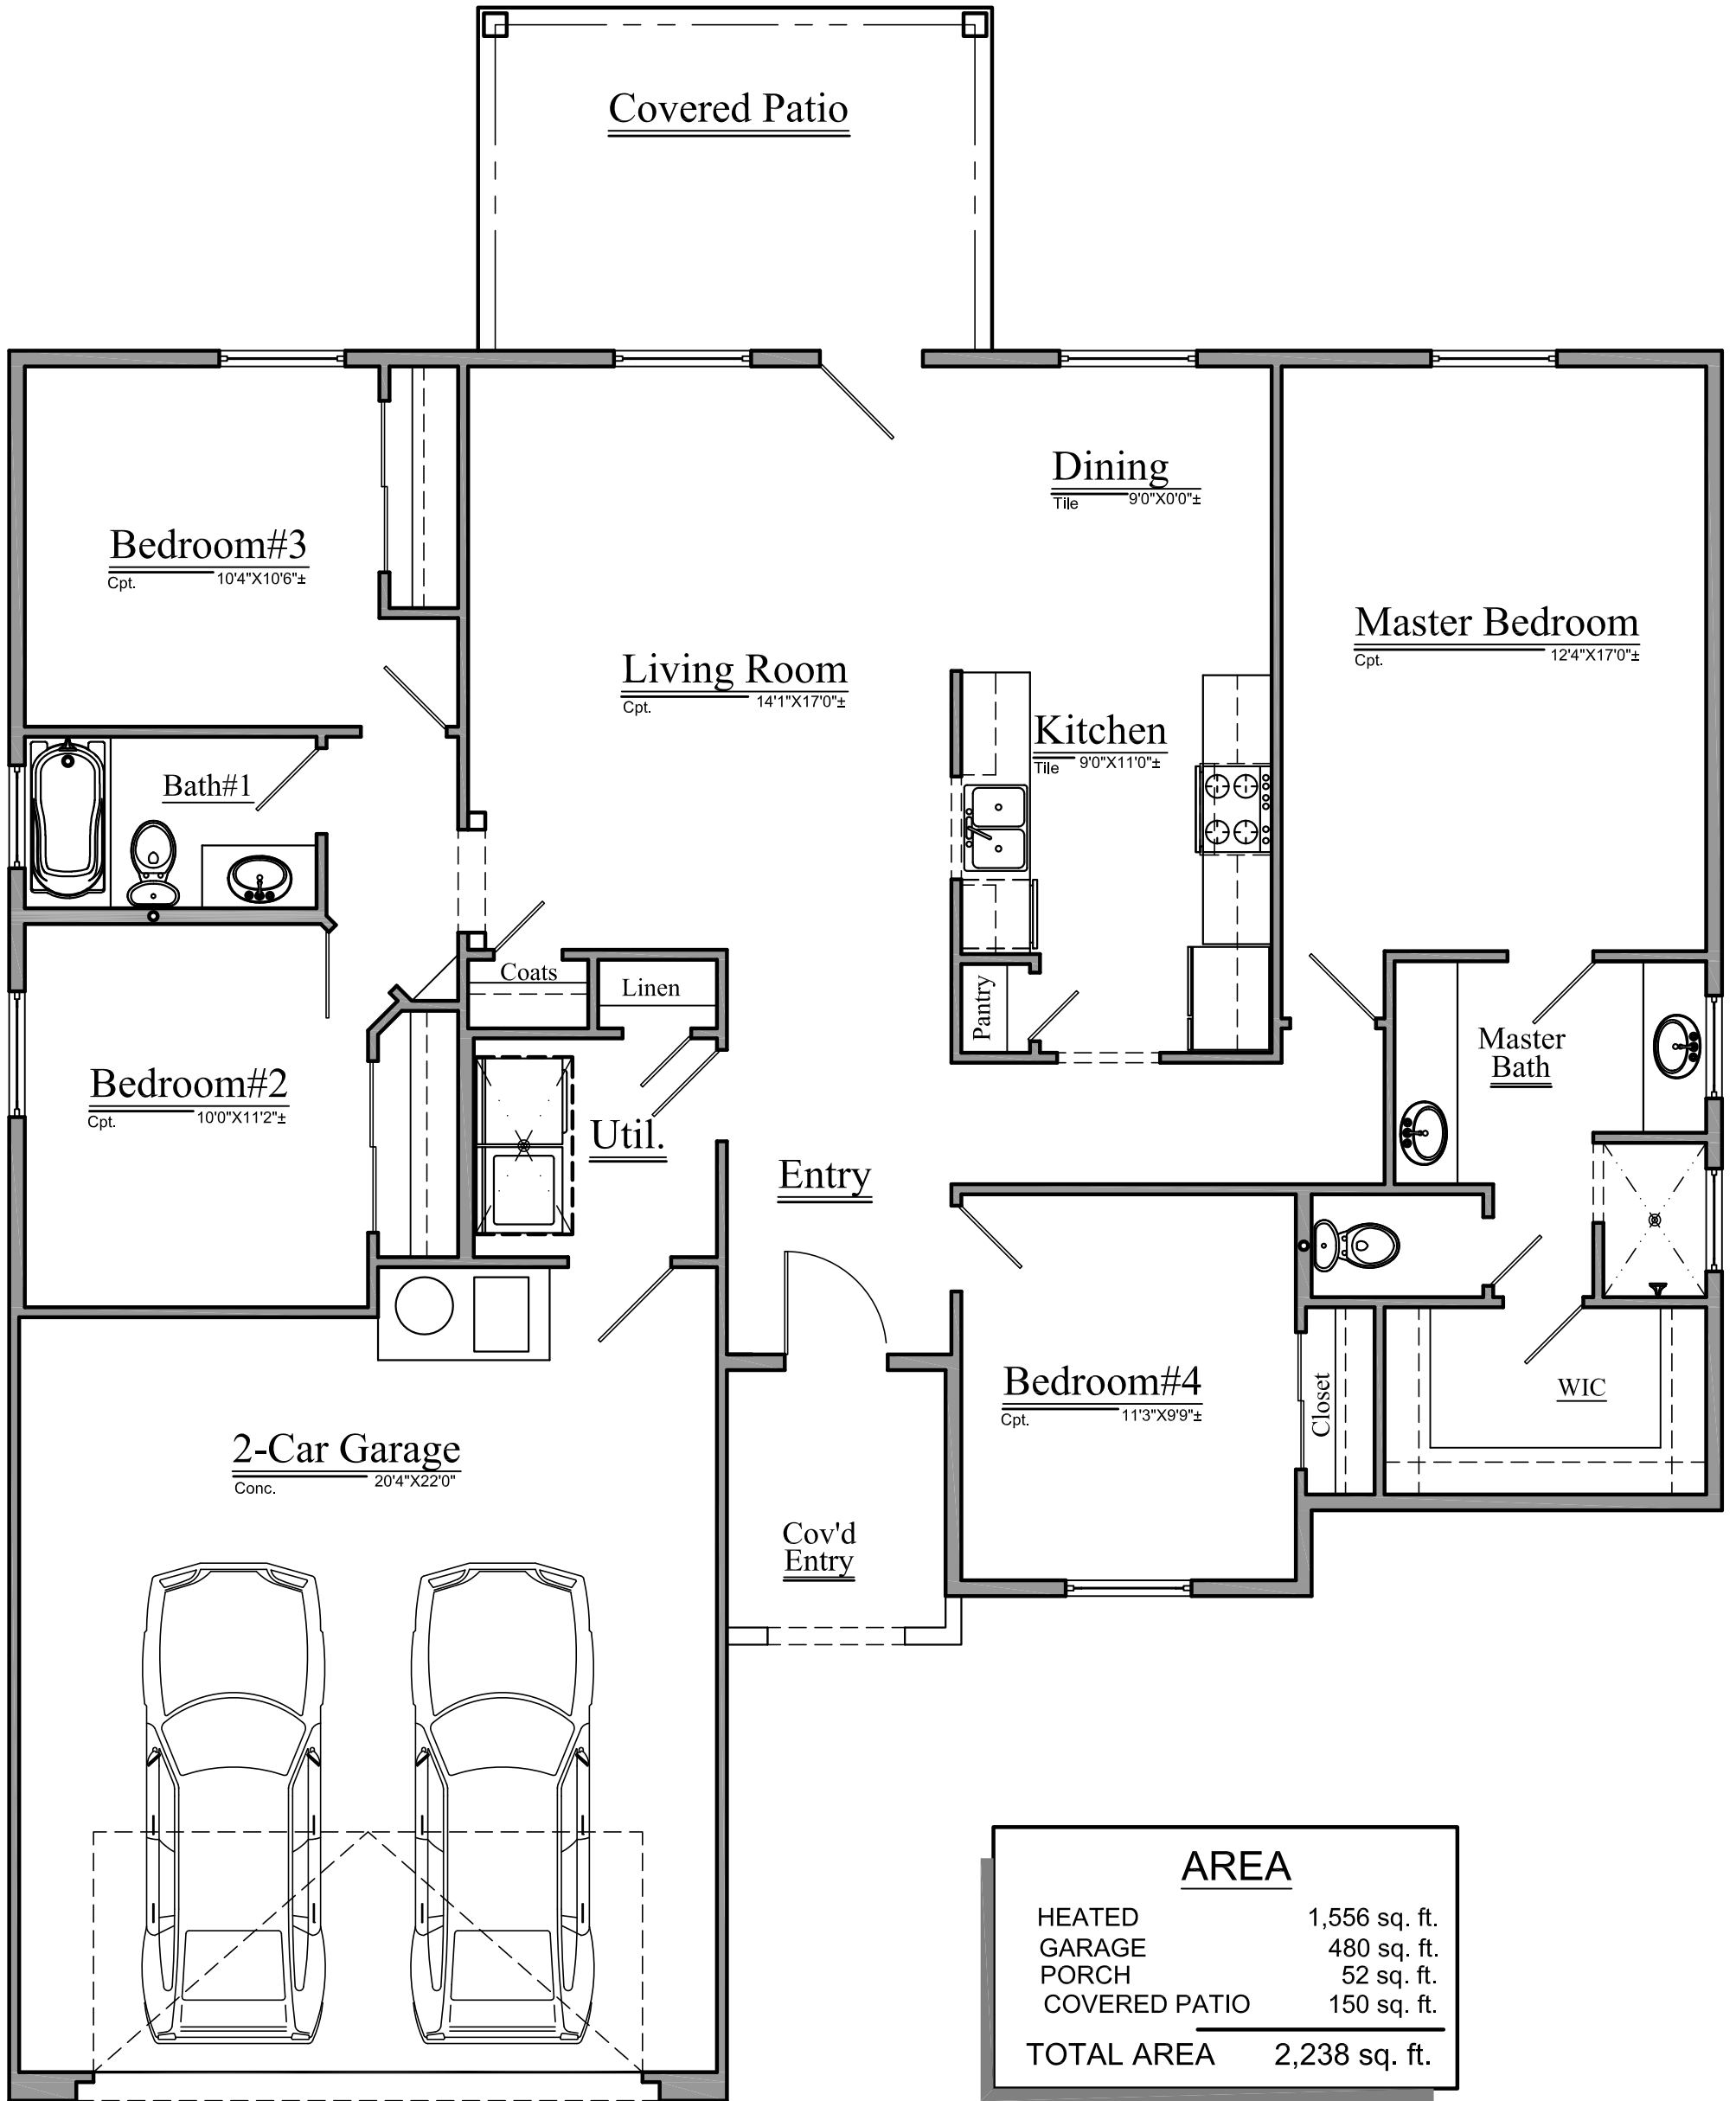 Covered Patio
Dining
Tile 9'0"X0'0"±
Bedroom#3
Cpt. 10'4"X10'6"±
Master Bedroom
Cpt. 12'4"X17'0"±
Living Room
Cpt. 14'1"X17'0"±
Kitchen
Tile 9'0"X11'0"±
Bath#1
Coats
Linen
Pantry
Master
Bath
Bedroom#2
Cpt. 10'0"X11'2"±
Util.
Entry
Bedroom#4
Cpt. 11'3"X9'9"±
Closet
WIC
2-Car Garage
Conc. 20'4"X22'0"
Cov'd
Entry
AREA
HEATED 1,556 sq. ft.
GARAGE 480 sq. ft.
PORCH 52 sq. ft.
COVERED PATIO 150 sq. ft.
TOTAL AREA 2,238 sq. ft.